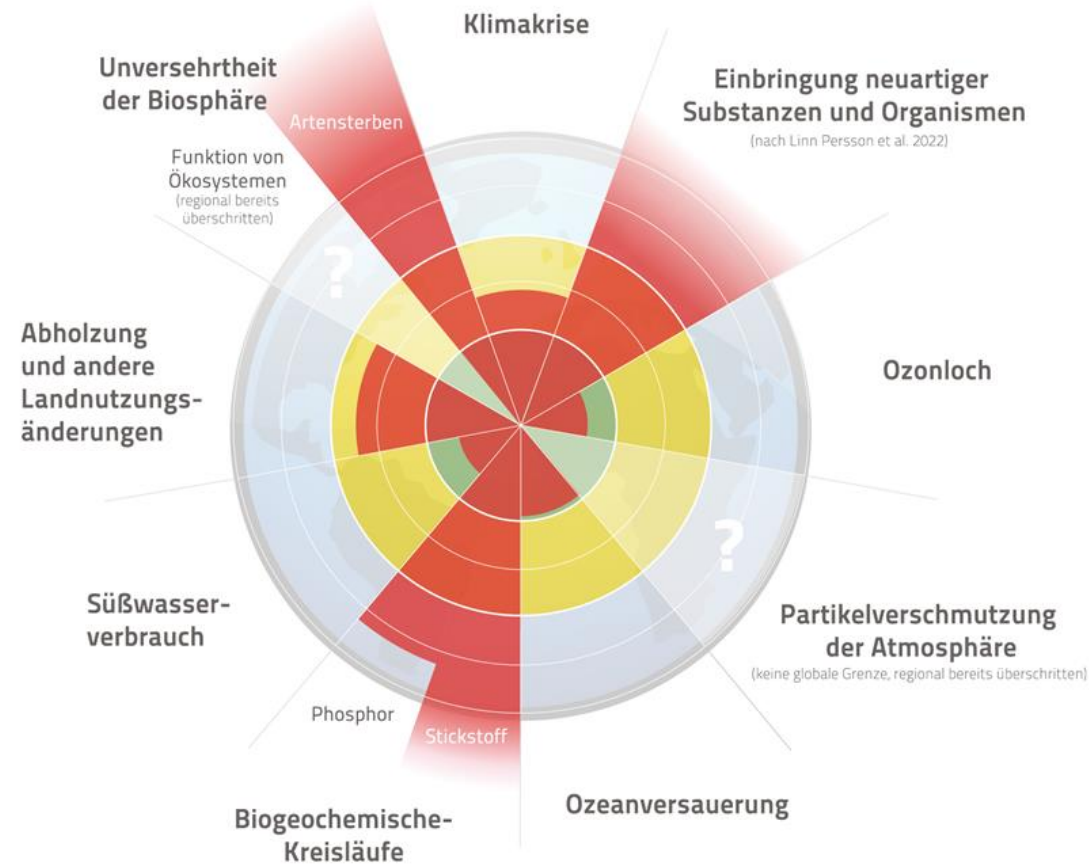 Klimakrise
Unversehrtheit
der Biosphäre
Artensterben
Funktion von
Ökosystemen
(regional bereits
überschritten)
?
Einbringung neuartiger
Substanzen und Organismen
(nach Linn Persson et al. 2022)
Abholzung
und andere
Landnutzungs-
änderungen
Ozonloch
?
Süßwasser-
verbrauch
Partikelverschmutzung
der Atmosphäre
(keine globale Grenze, regional bereits überschritten)
Phosphor
Stickstoff
Biogeochemische-
Kreisläufe
Ozeanversauerung